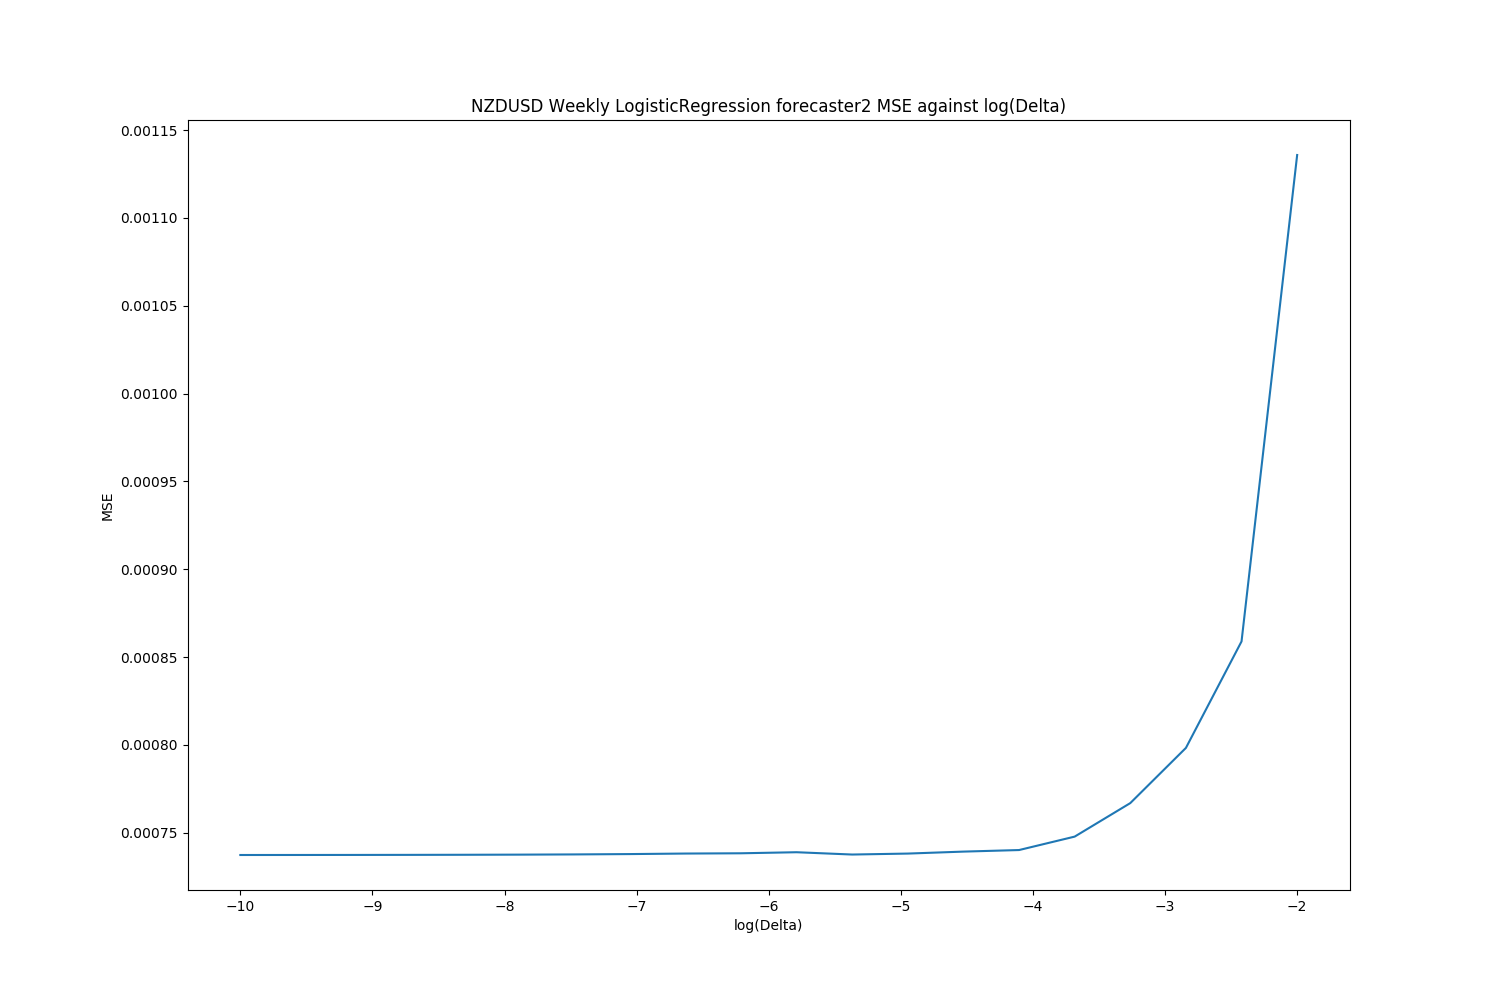 NZDUSD Weekly LogisticRegression forecaster2 MSE against log(Delta)
0.00115
0.00110
0.00105
0.00100
0.00095
0.00090
0.00085
0.00080
0.00075
MSE
−10 −9 −8 −7 −6 −5 −4 −3 −2
log(Delta)